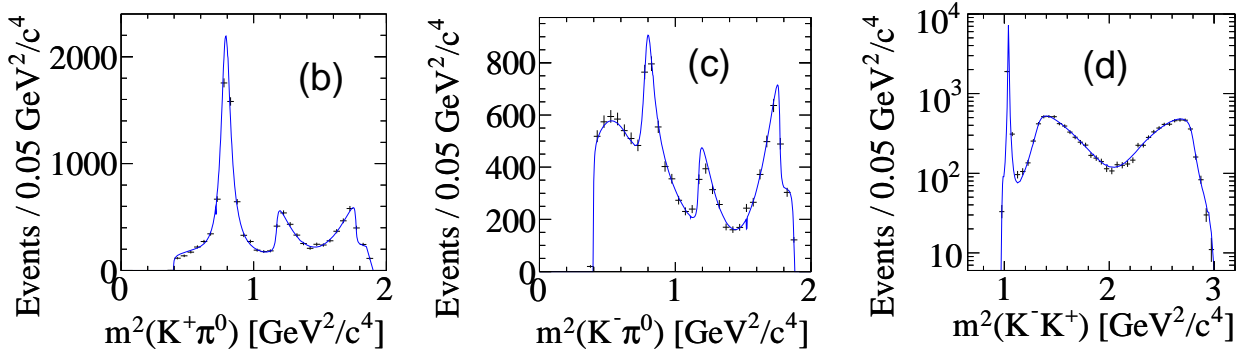 Events / 0.05 GeV²/c⁴
2000
1000
0
(b)
0 1 2
m²(K⁺π⁰) [GeV²/c⁴]
Events / 0.05 GeV²/c⁴
800
600
400
200
0
(c)
0 1 2
m²(K⁻π⁰) [GeV²/c⁴]
Events / 0.05 GeV²/c⁴
10⁴
10³
10²
10
(d)
1 2 3
m²(K⁻K⁺) [GeV²/c⁴]